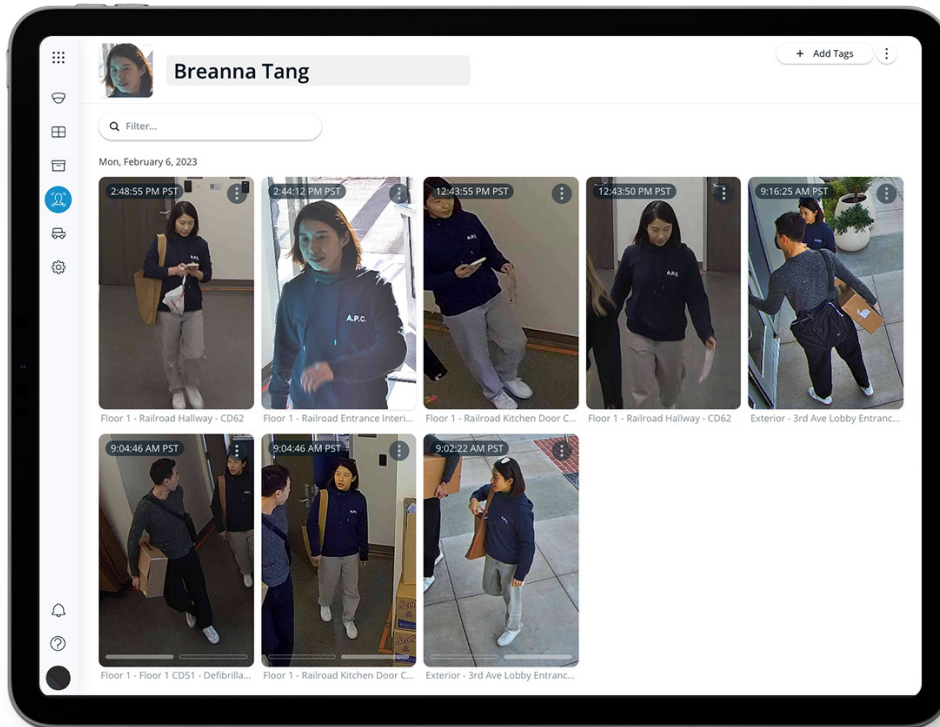 Breanna Tang
+ Add Tags
Filter...
Mon, February 6, 2023
2:48:55 PM PST
2:44:12 PM PST
12:43:55 PM PST
12:43:50 PM PST
9:16:25 AM PST
A.P.C.
A.P.C.
A.P.C.
A.P.C.
Floor 1 - Railroad Hallway - CD62
Floor 1 - Railroad Entrance Interi...
Floor 1 - Railroad Kitchen Door C...
Floor 1 - Railroad Hallway - CD62
Exterior - 3rd Ave Lobby Entranc...
9:04:46 AM PST
9:04:46 AM PST
9:02:22 AM PST
A.P.C.
A.P.C.
Floor 1 - Floor 1 CD51 - Defibrilla...
Floor 1 - Railroad Kitchen Door C...
Exterior - 3rd Ave Lobby Entranc...